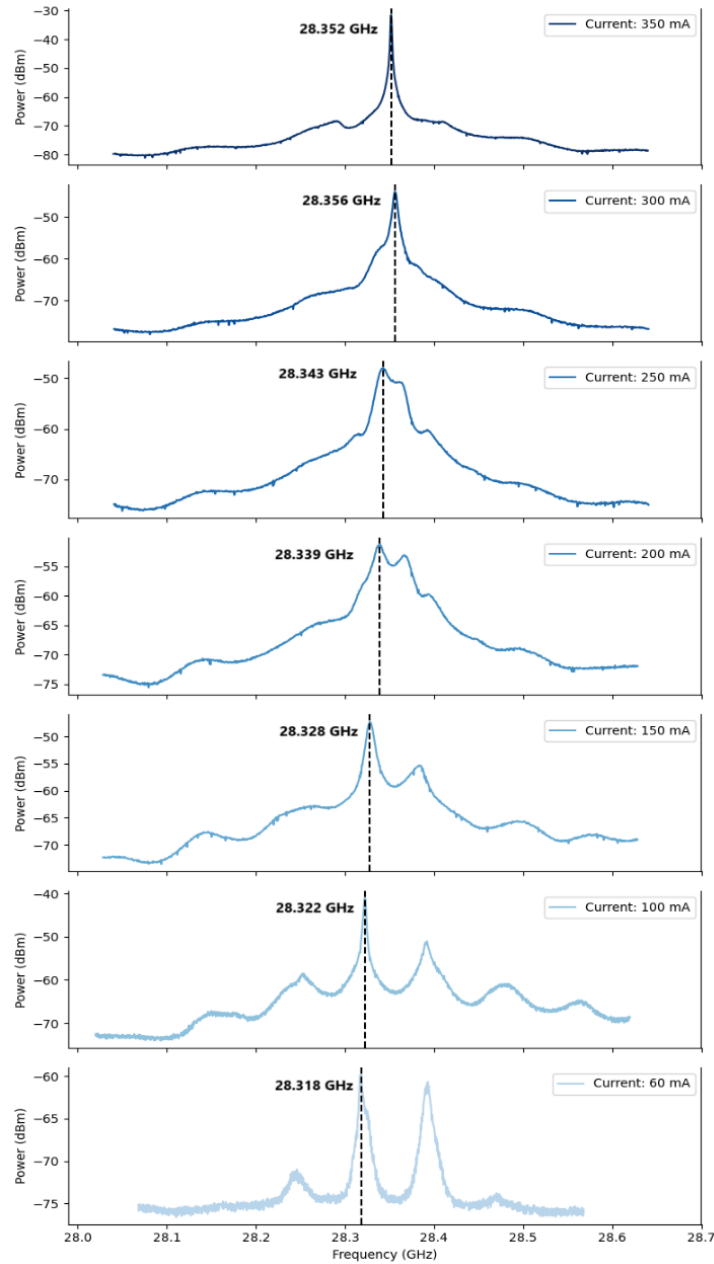 −30
−40
−50
−60
−70
−80
Power (dBm)
28.352 GHz
Current: 350 mA
−50
−60
−70
Power (dBm)
28.356 GHz
Current: 300 mA
−50
−60
−70
Power (dBm)
28.343 GHz
Current: 250 mA
−55
−60
−65
−70
−75
Power (dBm)
28.339 GHz
Current: 200 mA
−50
−55
−60
−65
−70
Power (dBm)
28.328 GHz
Current: 150 mA
−40
−50
−60
−70
Power (dBm)
28.322 GHz
Current: 100 mA
−60
−65
−70
−75
Power (dBm)
28.318 GHz
Current: 60 mA
28.0 28.1 28.2 28.3 28.4 28.5 28.6 28.7
Frequency (GHz)